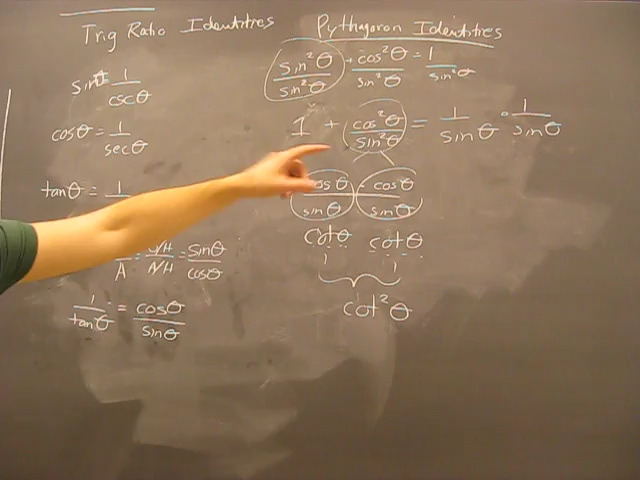 Trig Ratio Identities
sinθ = 1/cscθ
cosθ = 1/secθ
tanθ = 1
A = O/H / A/H = sinθ/cosθ
1/tanθ = cosθ/sinθ
Pythagoron Identities
sin²θ/sin²θ + cos²θ/sin²θ = 1/sin²θ
1 + cos²θ/sin²θ = 1/sinθ · 1/sinθ
cosθ/sinθ · cosθ/sinθ
cotθ cotθ
cot²θ